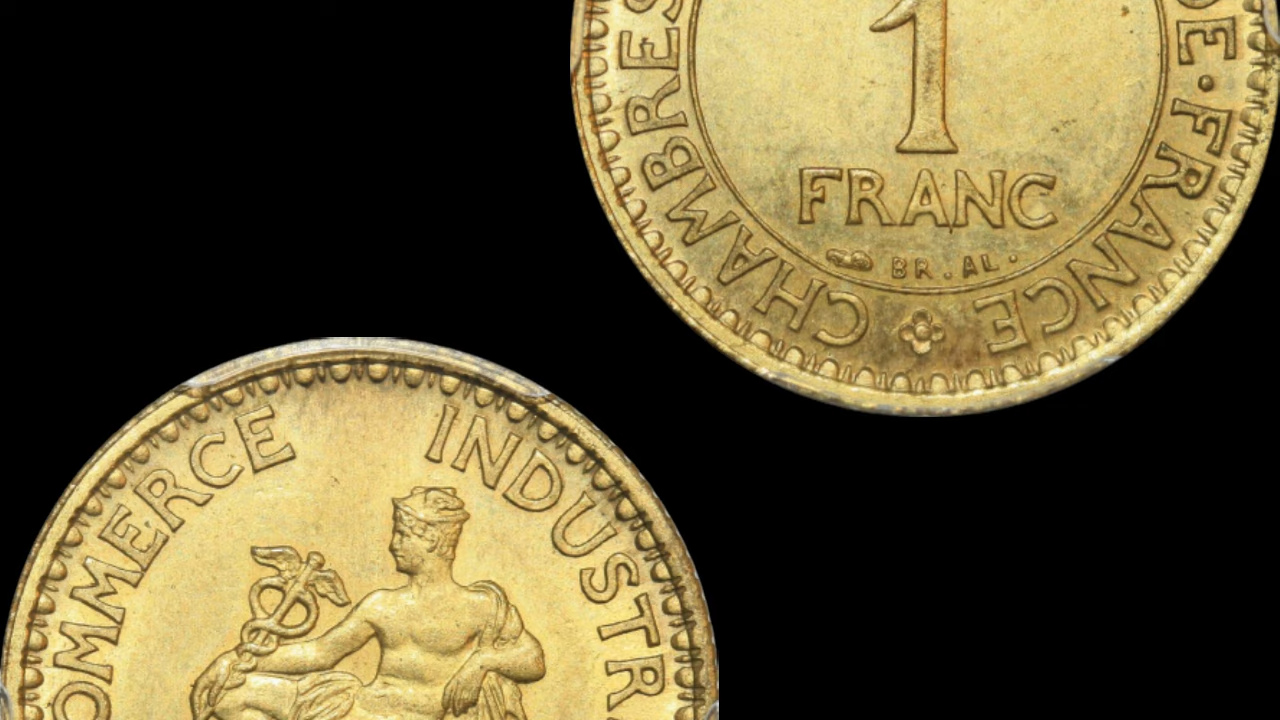 1
FRANC
BR.AL.
CHAMBRES
DE·FRANCE
COMMERCE INDUSTR